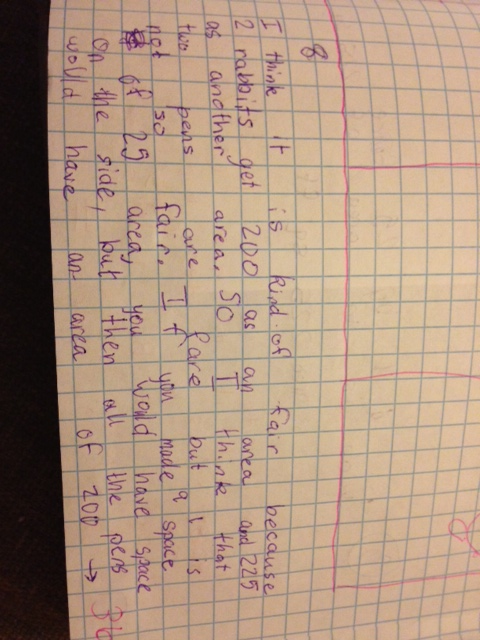 8
I think it is kind of fair because
2 rabbits get 200 as an area and 225
as another area, so I think that
two pens are fare but 1 is
not so fair. If you made a space
of 25 area, you would have space
on the side, but then all the pens
would have an area of 200 →